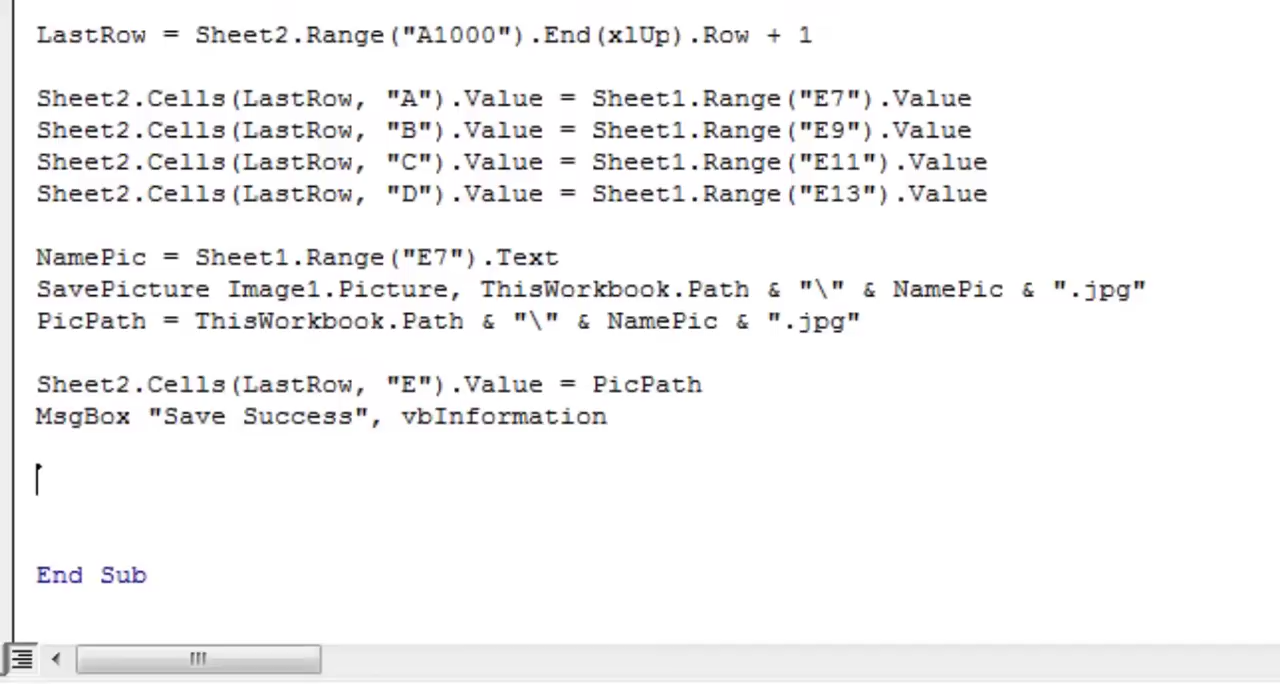 LastRow = Sheet2.Range("A1000").End(xlUp).Row + 1
Sheet2.Cells(LastRow, "A").Value = Sheet1.Range("E7").Value
Sheet2.Cells(LastRow, "B").Value = Sheet1.Range("E9").Value
Sheet2.Cells(LastRow, "C").Value = Sheet1.Range("E11").Value
Sheet2.Cells(LastRow, "D").Value = Sheet1.Range("E13").Value
NamePic = Sheet1.Range("E7").Text
SavePicture Image1.Picture, ThisWorkbook.Path & "\" & NamePic & ".jpg"
PicPath = ThisWorkbook.Path & "\" & NamePic & ".jpg"
Sheet2.Cells(LastRow, "E").Value = PicPath
MsgBox "Save Success", vbInformation
End Sub